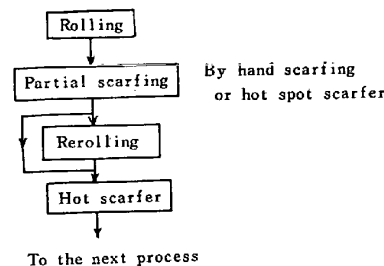 Rolling
Partial scarfing
By hand scarfing
or hot spot scarfer
Rerolling
Hot scarfer
To the next process